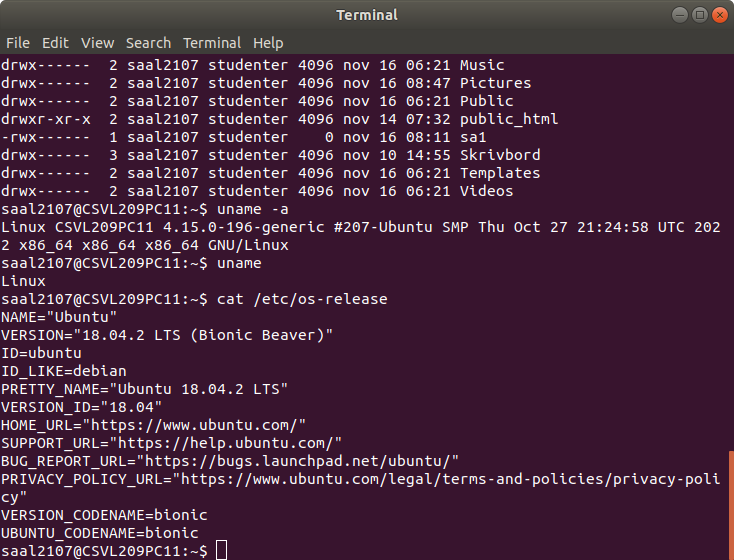 Terminal
File Edit View Search Terminal Help
drwx------  2 saal2107 studenter 4096 nov 16 06:21 Music
drwx------  2 saal2107 studenter 4096 nov 16 08:47 Pictures
drwx------  2 saal2107 studenter 4096 nov 16 06:21 Public
drwxr-xr-x  2 saal2107 studenter 4096 nov 14 07:32 public_html
-rwx------  1 saal2107 studenter    0 nov 16 08:11 sa1
drwx------  3 saal2107 studenter 4096 nov 10 14:55 Skrivbord
drwx------  2 saal2107 studenter 4096 nov 16 06:21 Templates
drwx------  2 saal2107 studenter 4096 nov 16 06:21 Videos
saal2107@CSVL209PC11:~$ uname -a
Linux CSVL209PC11 4.15.0-196-generic #207-Ubuntu SMP Thu Oct 27 21:24:58 UTC 202
2 x86_64 x86_64 x86_64 GNU/Linux
saal2107@CSVL209PC11:~$ uname
Linux
saal2107@CSVL209PC11:~$ cat /etc/os-release
NAME="Ubuntu"
VERSION="18.04.2 LTS (Bionic Beaver)"
ID=ubuntu
ID_LIKE=debian
PRETTY_NAME="Ubuntu 18.04.2 LTS"
VERSION_ID="18.04"
HOME_URL="https://www.ubuntu.com/"
SUPPORT_URL="https://help.ubuntu.com/"
BUG_REPORT_URL="https://bugs.launchpad.net/ubuntu/"
PRIVACY_POLICY_URL="https://www.ubuntu.com/legal/terms-and-policies/privacy-poli
cy"
VERSION_CODENAME=bionic
UBUNTU_CODENAME=bionic
saal2107@CSVL209PC11:~$